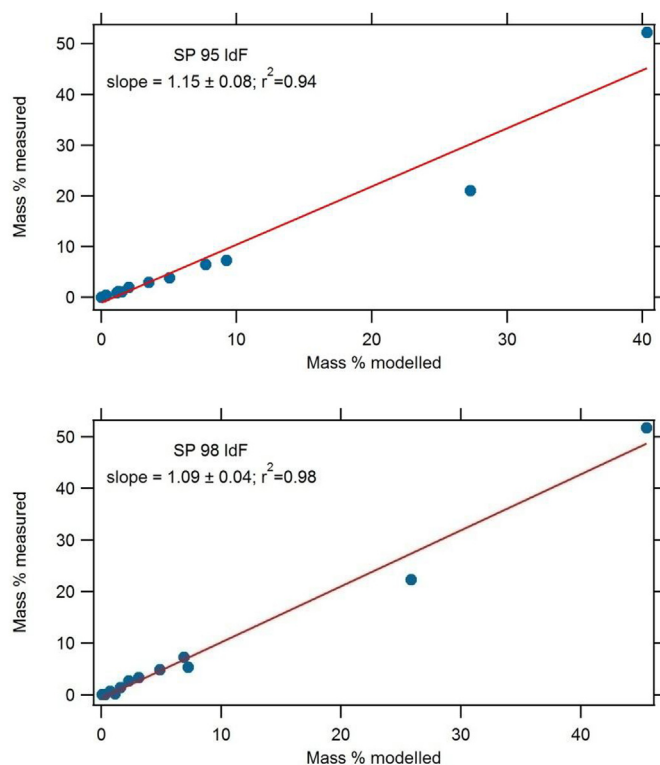 50
40
30
20
10
0
Mass % measured
SP 95 IdF
slope = 1.15 ± 0.08; r²=0.94
0 10 20 30 40
Mass % modelled
50
40
30
20
10
0
Mass % measured
SP 98 IdF
slope = 1.09 ± 0.04; r²=0.98
0 10 20 30 40
Mass % modelled